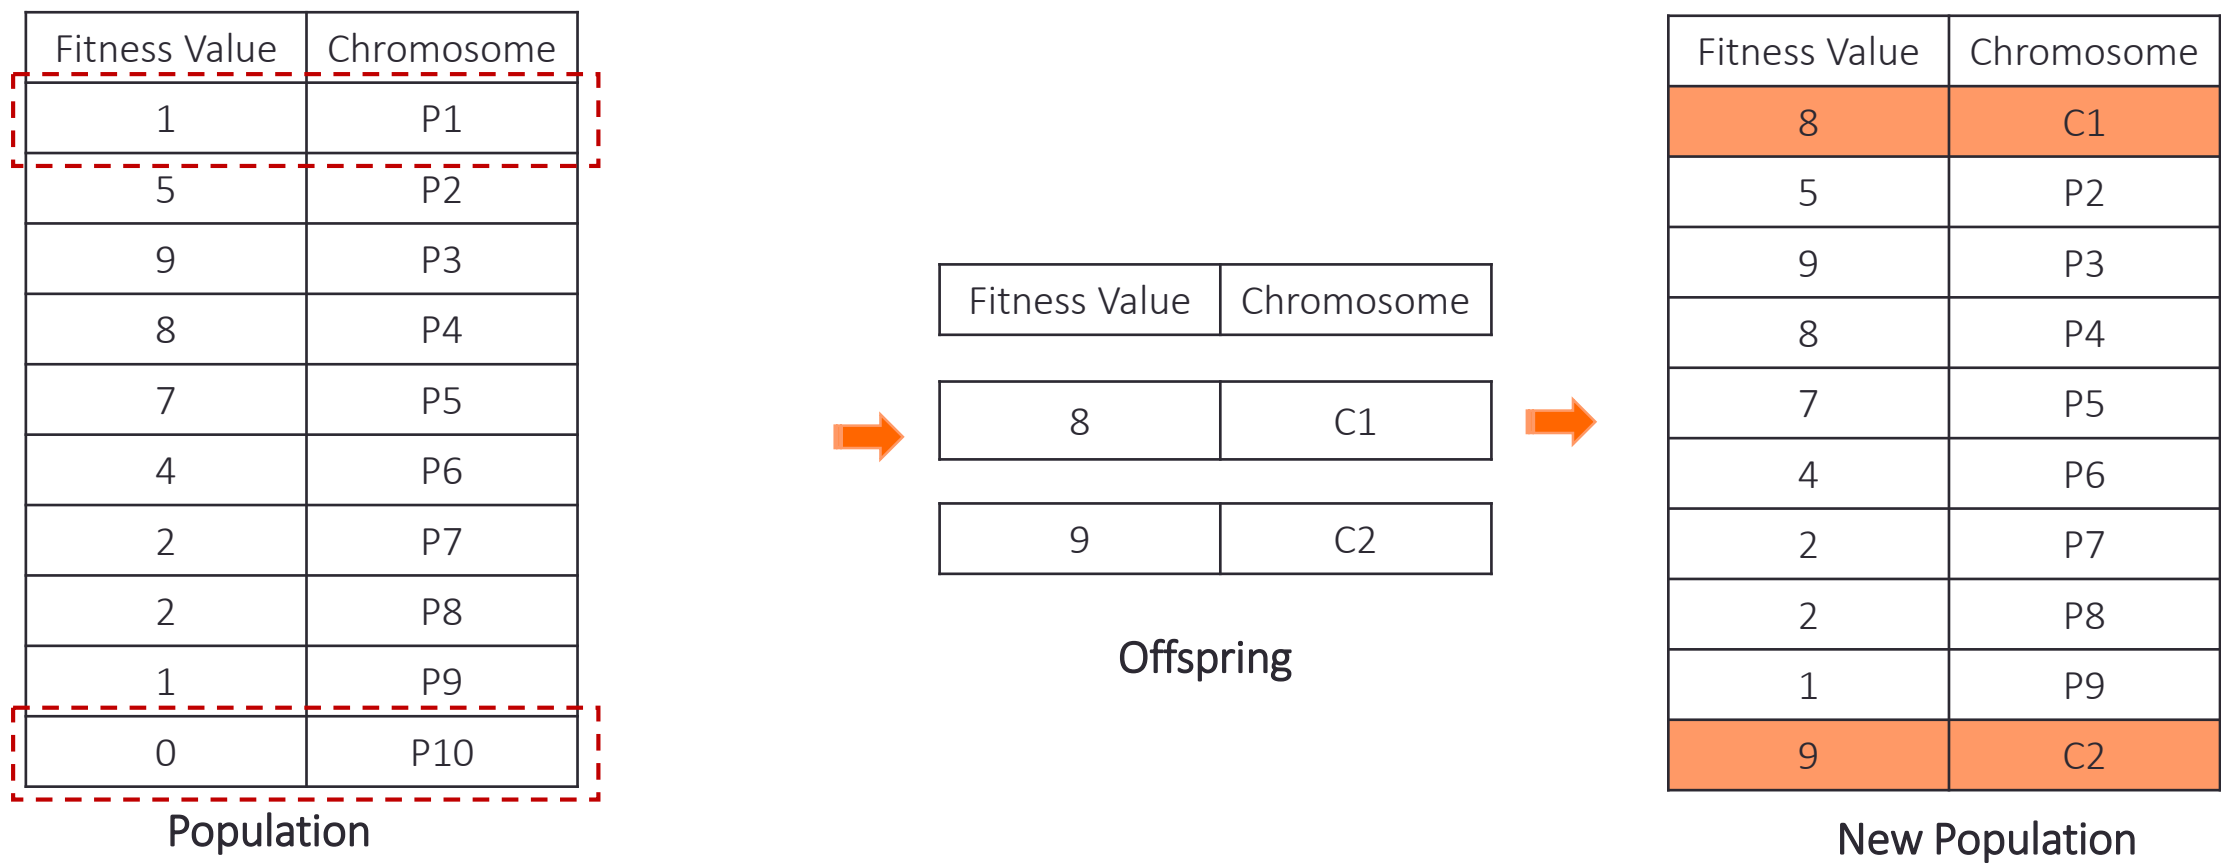 Fitness Value Chromosome
1 P1
5 P2
9 P3
8 P4
7 P5
4 P6
2 P7
2 P8
1 P9
0 P10
Population
Fitness Value Chromosome
8 C1
9 C2
Offspring
Fitness Value Chromosome
8 C1
5 P2
9 P3
8 P4
7 P5
4 P6
2 P7
2 P8
1 P9
9 C2
New Population